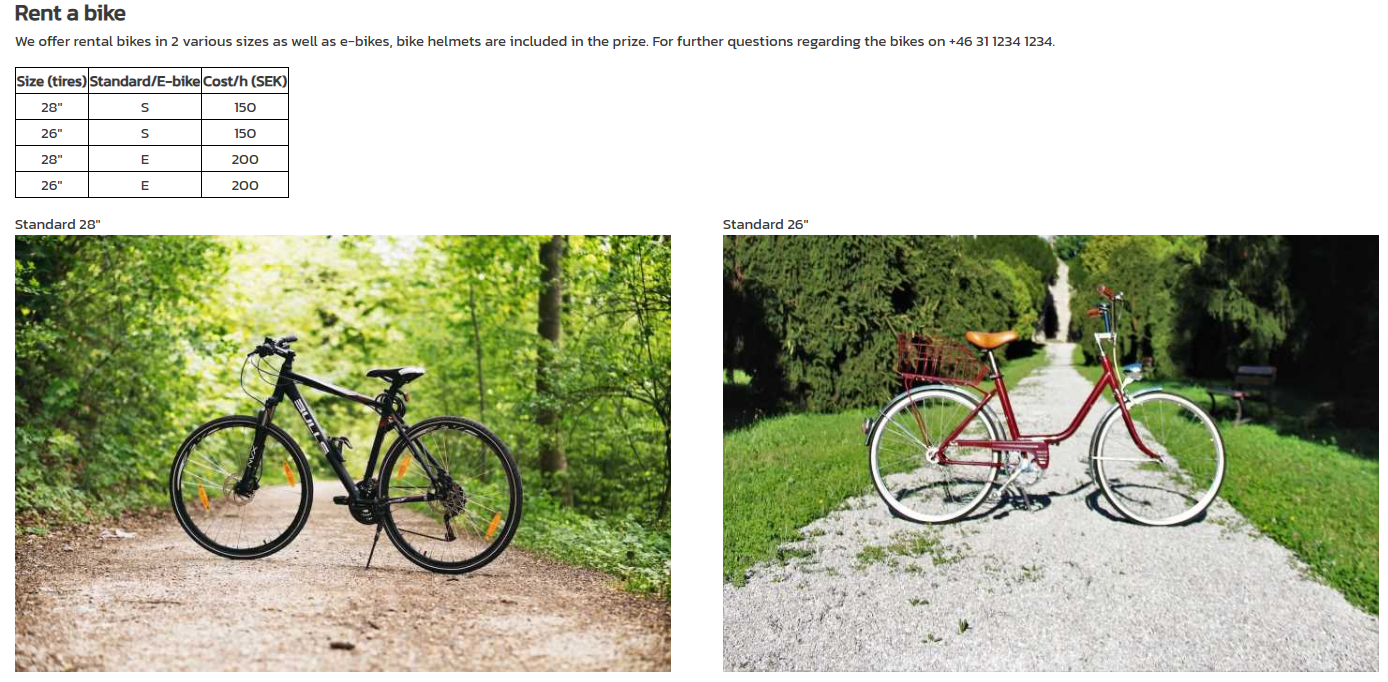 Rent a bike
We offer rental bikes in 2 various sizes as well as e-bikes, bike helmets are included in the prize. For further questions regarding the bikes on +46 31 1234 1234.
Size (tires) Standard/E-bike Cost/h (SEK)
28" S 150
26" S 150
28" E 200
26" E 200
Standard 28" Standard 26"
BULLS
NVX